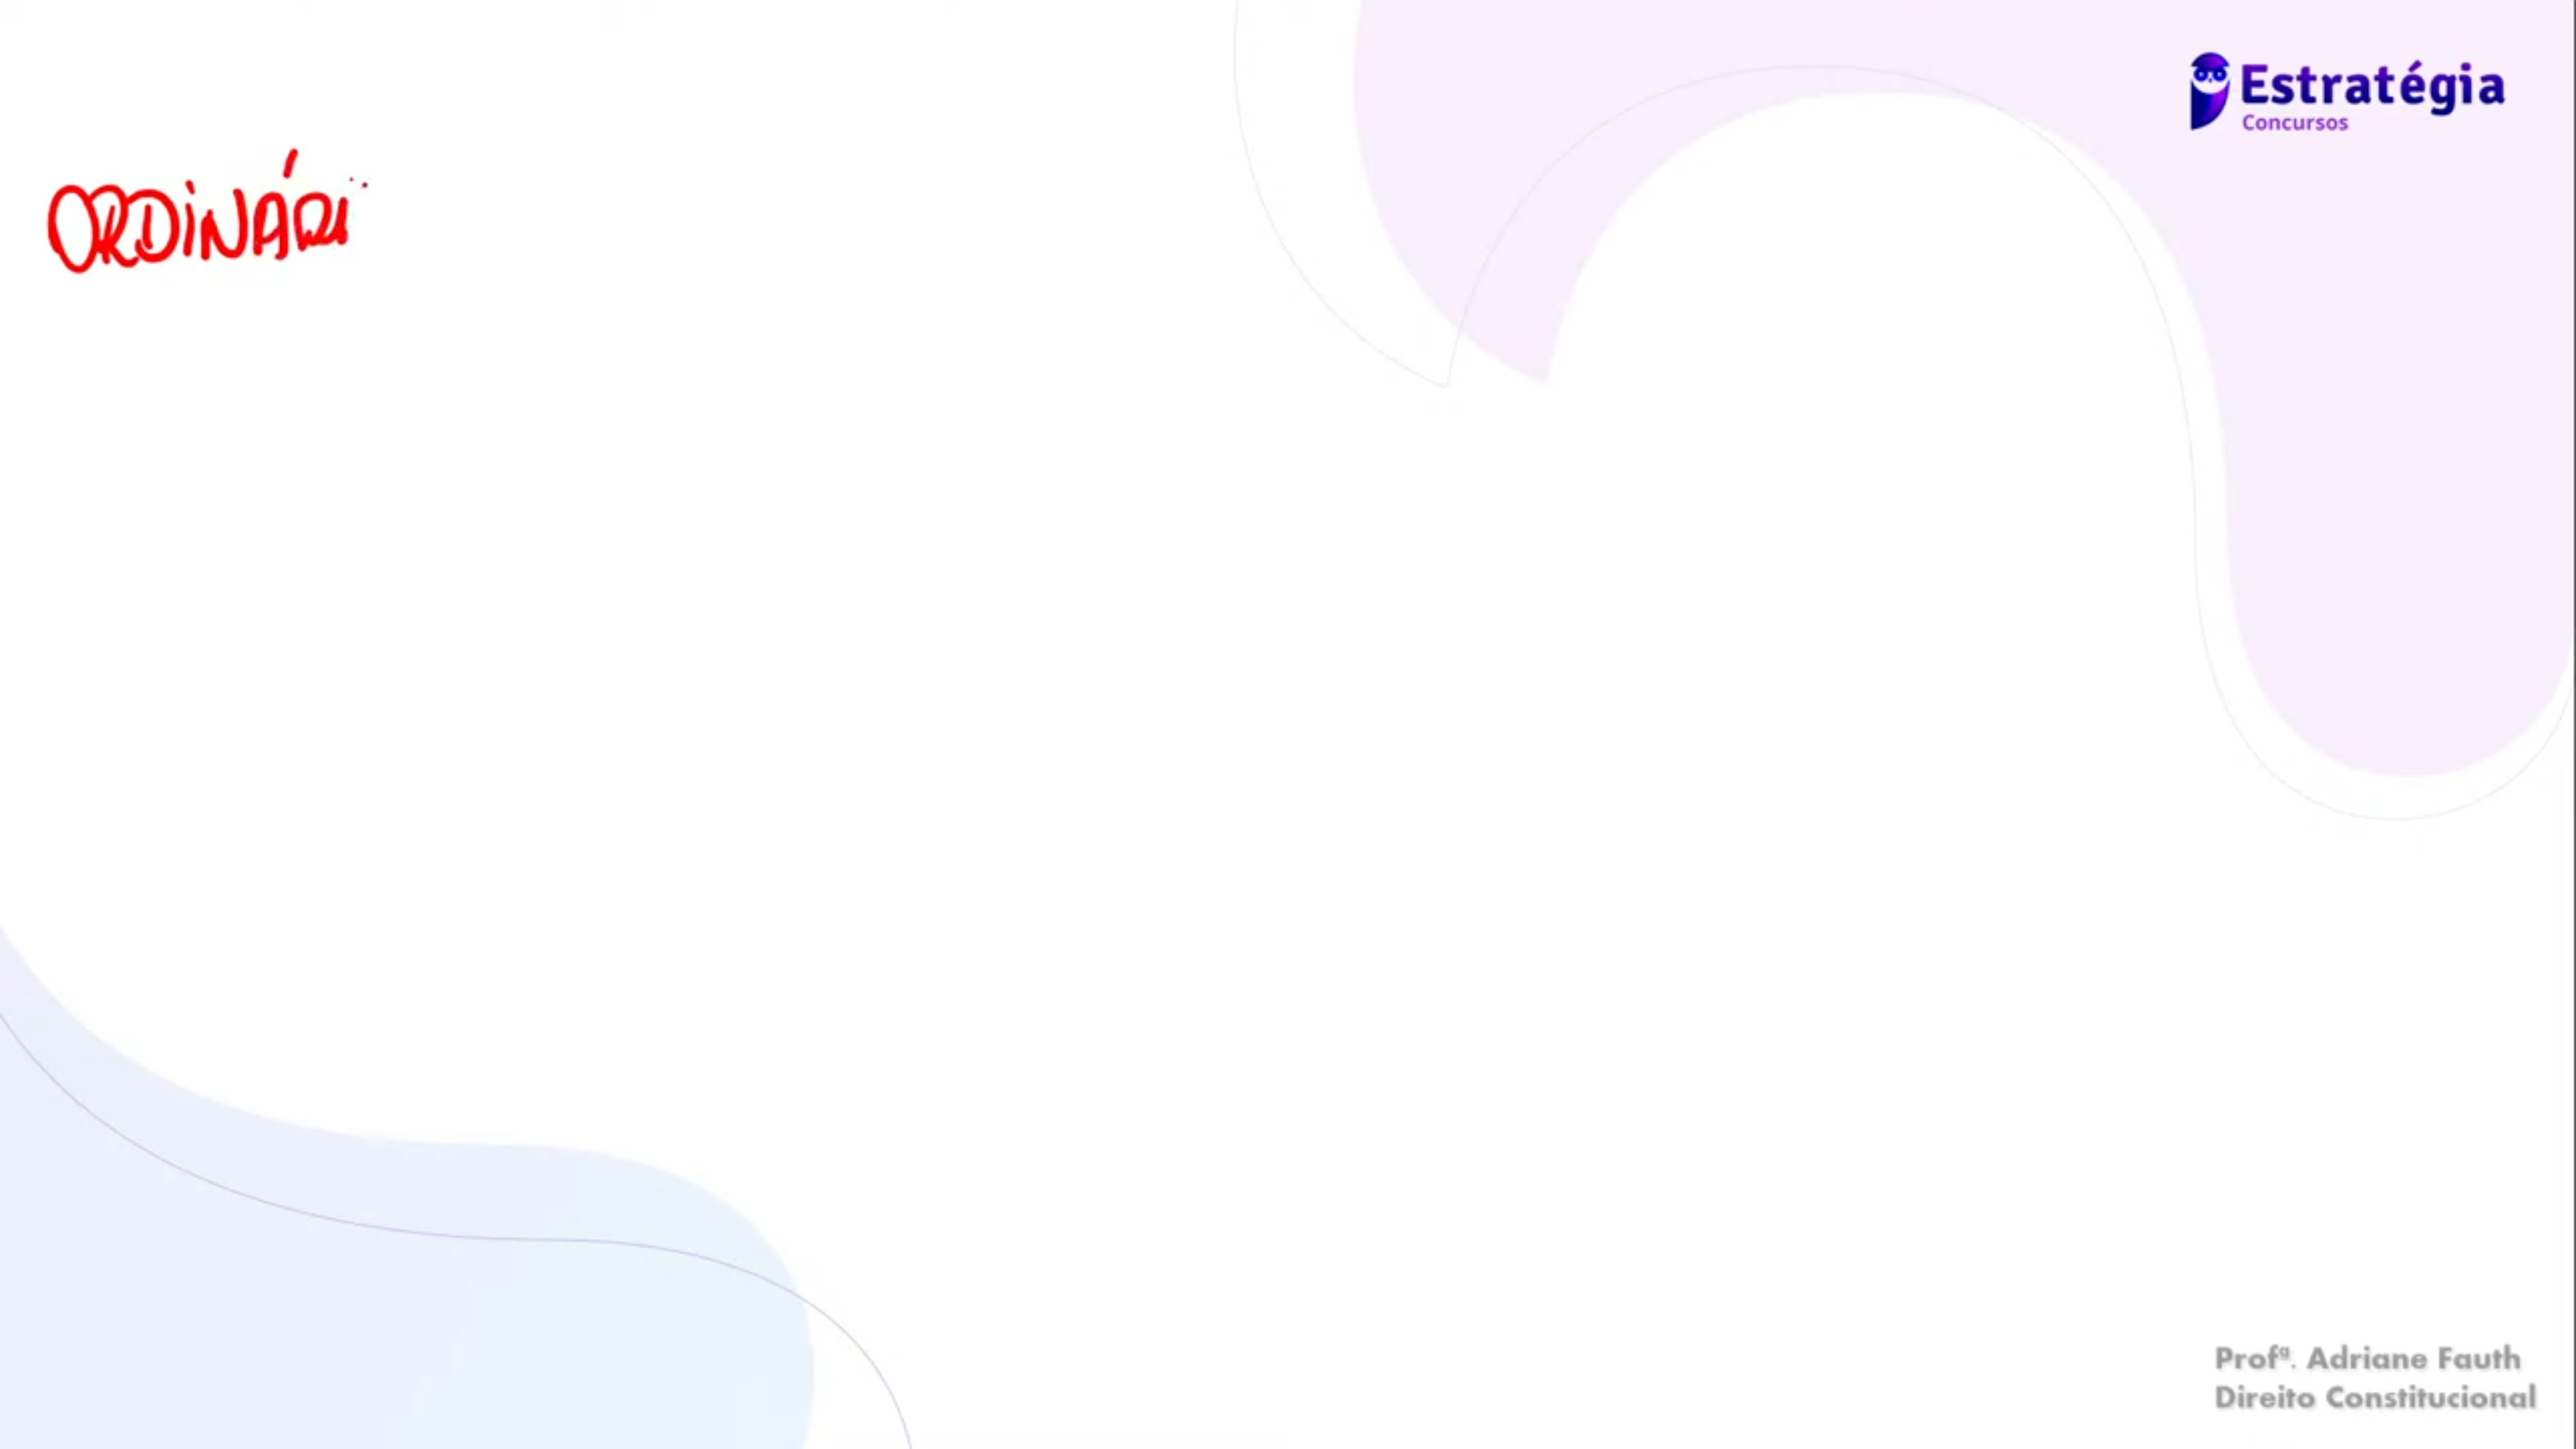 Estratégia
Concursos
ORDINÁRI
Profª. Adriane Fauth
Direito Constitucional